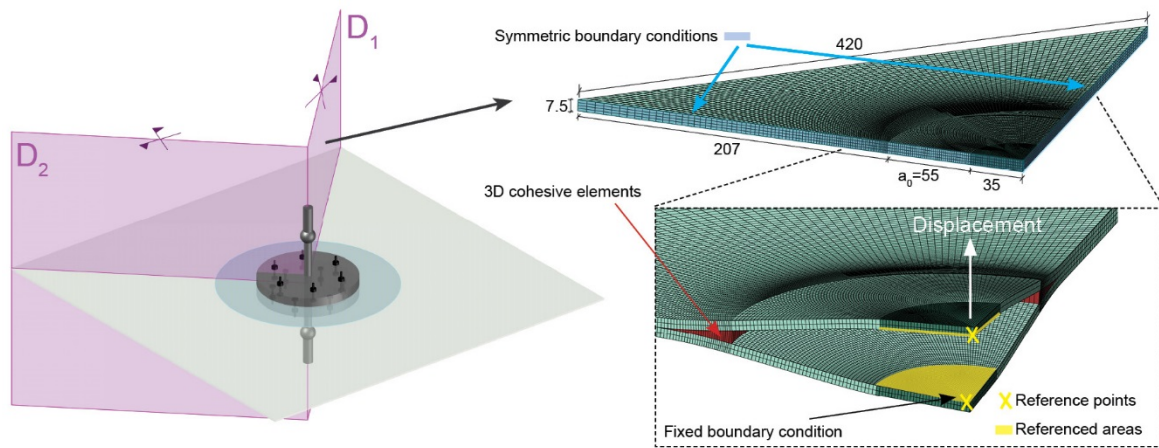 D1
D2
Symmetric boundary conditions
420
7.5
207
a0=55
35
3D cohesive elements
Displacement
Fixed boundary condition
Reference points
Referenced areas